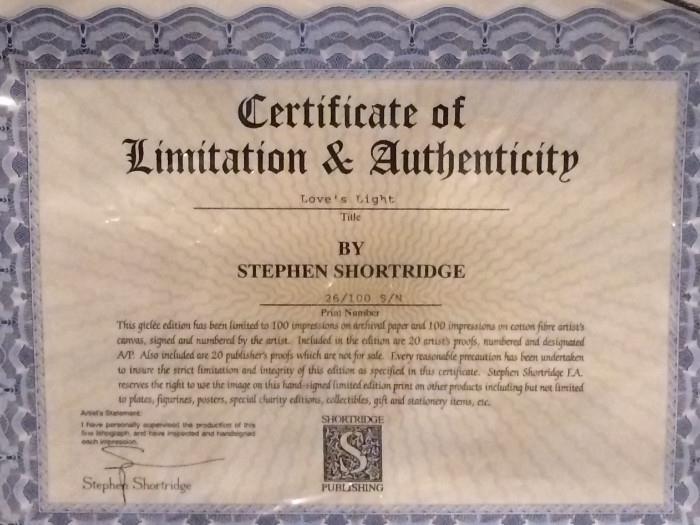 Certificate of
Limitation & Authenticity
Love's Light
Title
BY
STEPHEN SHORTRIDGE
26/100 S/N
Print Number
This giclée edition has been limited to 100 impressions on archival paper and 100 impressions on cotton fibre artist's
canvas, signed and numbered by the artist. Included in the edition are 20 artist's proofs, numbered and designated
A/P. Also included are 20 publisher's proofs which are not for sale. Every reasonable precaution has been undertaken
to insure the strict limitation and integrity of this edition as specified in this certificate. Stephen Shortridge F.A.
reserves the right to use the image on this hand-signed limited edition print on other products including but not limited
to plates, figurines, posters, special charity editions, collectibles, gift and stationery items, etc.
Artist's Statement:
I have personally supervised the production of this
fine lithograph, and have inspected and handsigned
each impression.
Stephen Shortridge
SHORTRIDGE
S
PUBLISHING